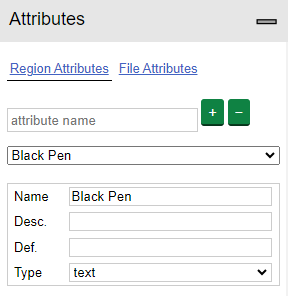 Attributes
Region Attributes File Attributes
attribute name + −
Black Pen
Name Black Pen
Desc.
Def.
Type text